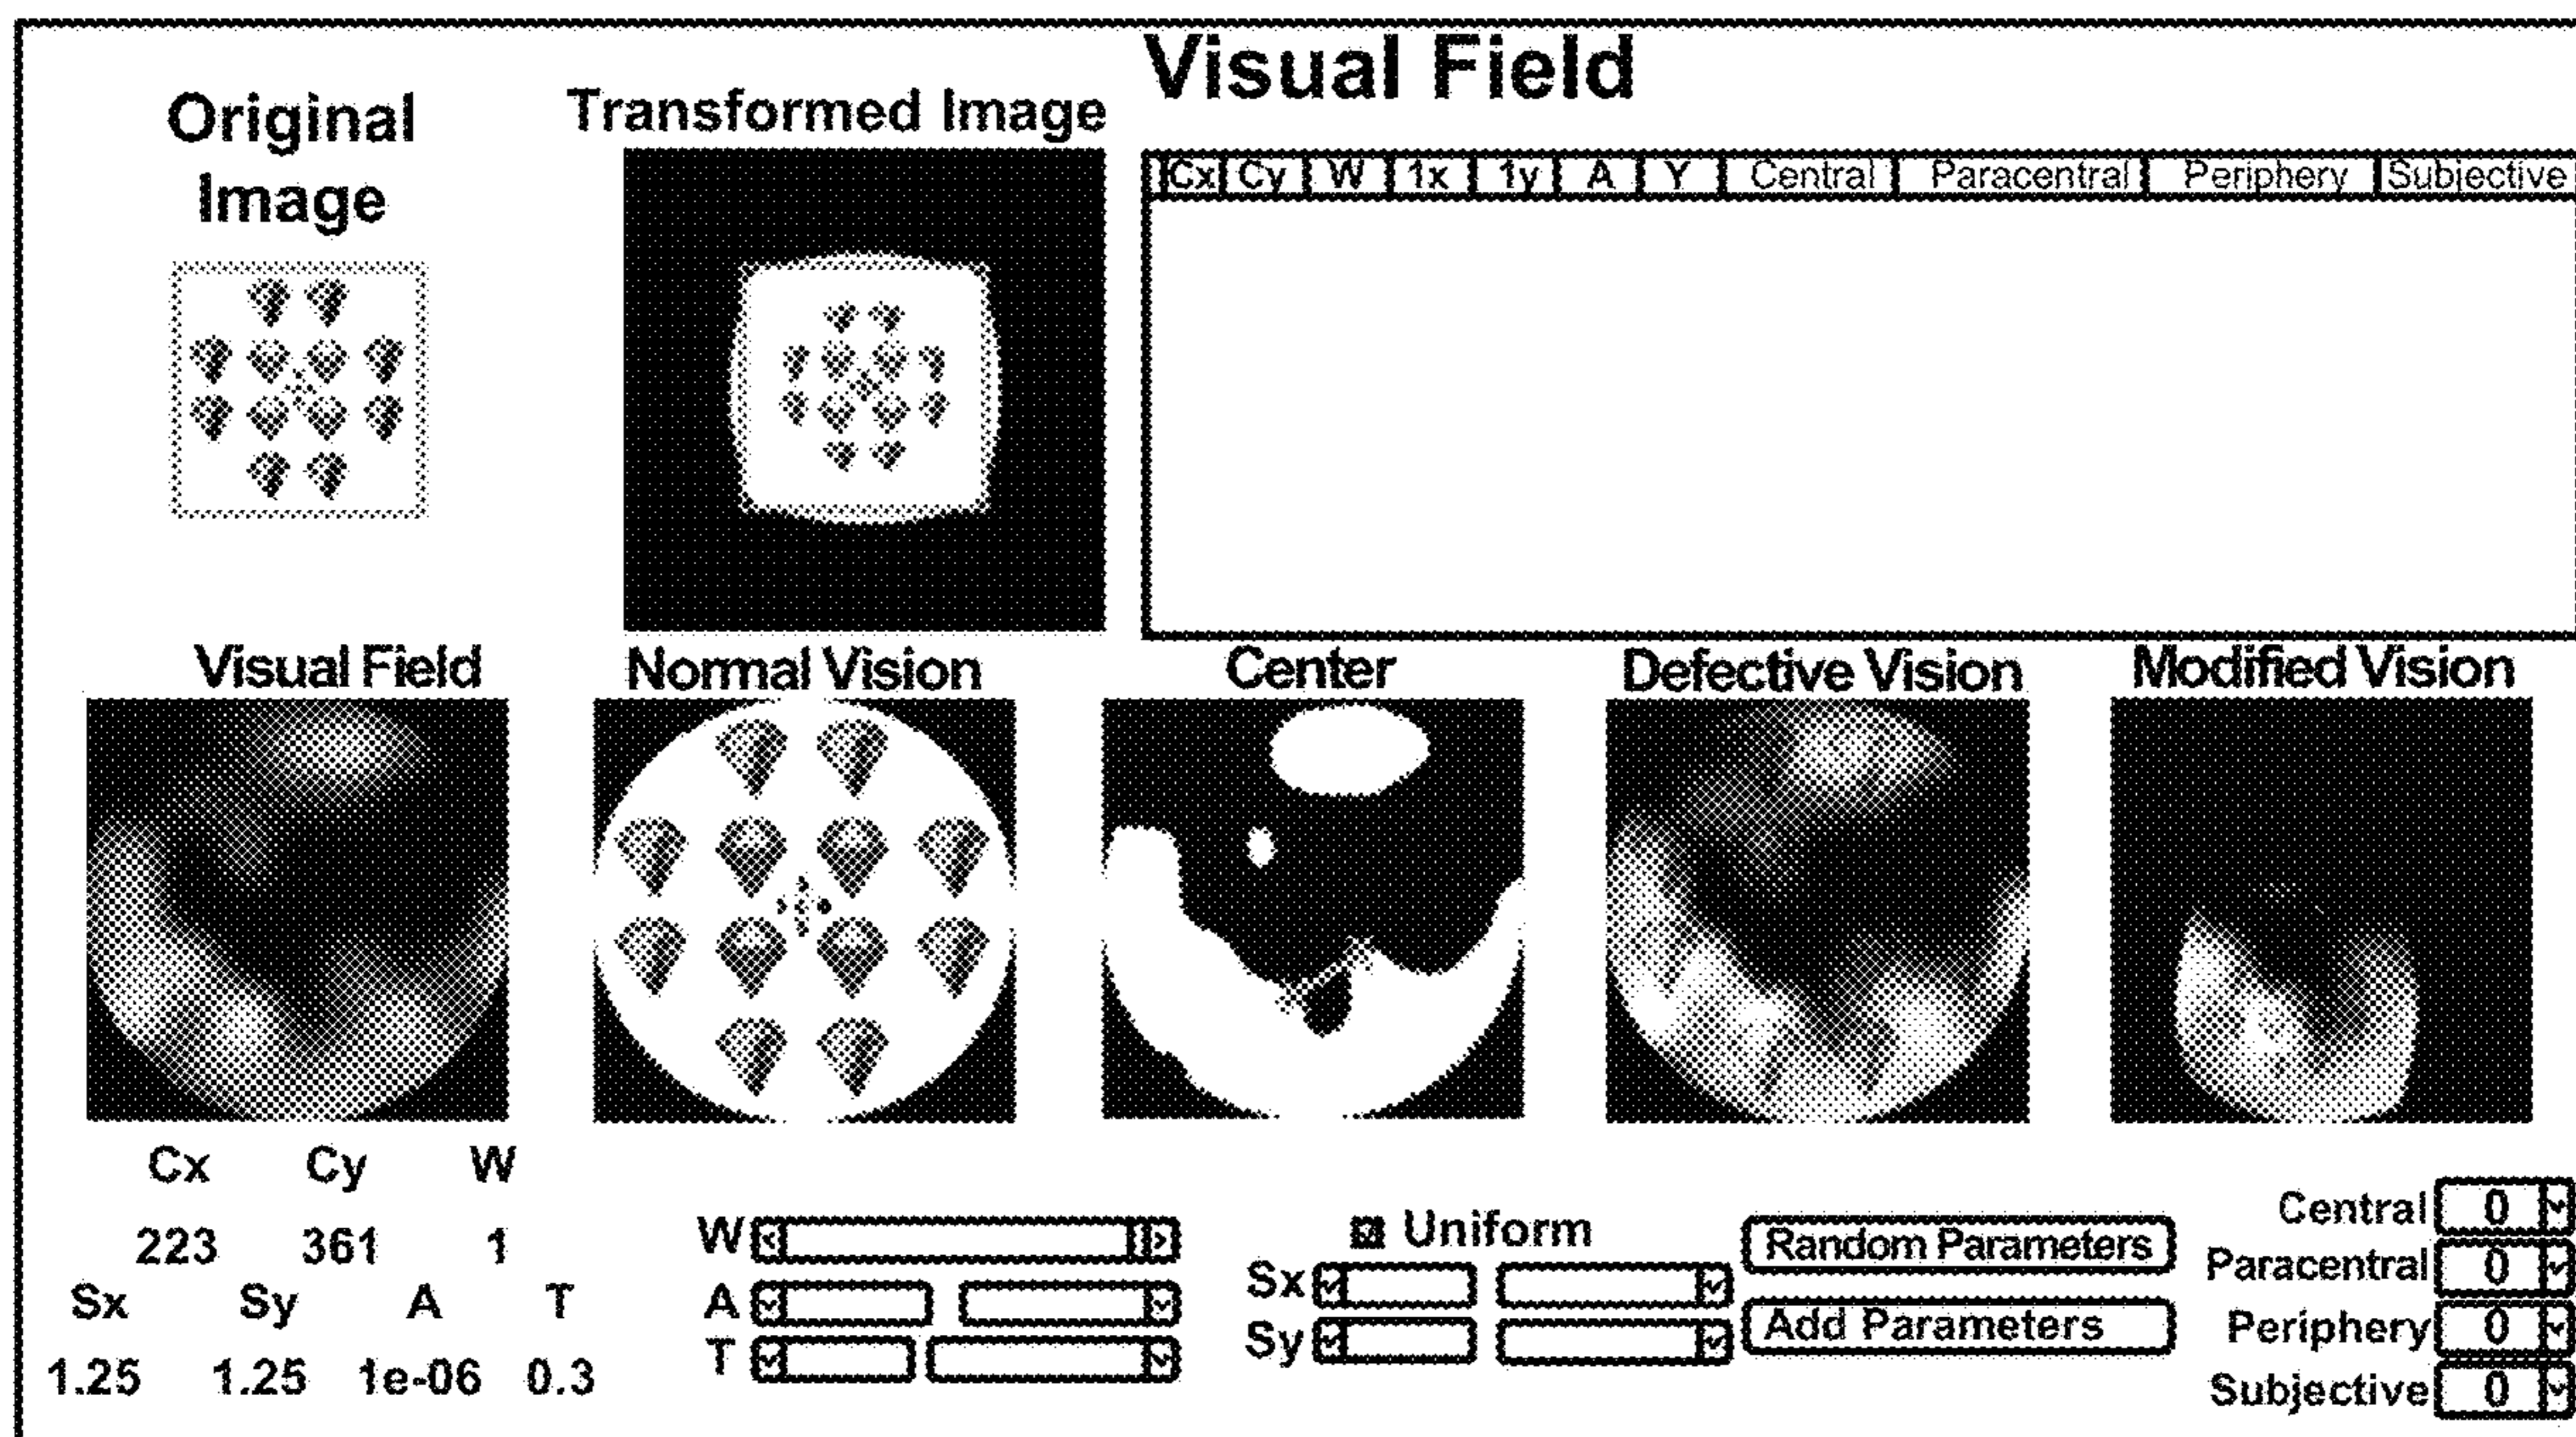 Visual Field
Original
Image
Transformed Image
Cx Cy W 1x 1y A Y Central Paracentral Periphery Subjective
Visual Field Normal Vision Center Defective Vision Modified Vision
Cx Cy W
223 361 1
Sx Sy A T
1.25 1.25 1e-06 0.3
W
A
T
Uniform
Sx
Sy
Random Parameters
Add Parameters
Central 0
Paracentral 0
Periphery 0
Subjective 0